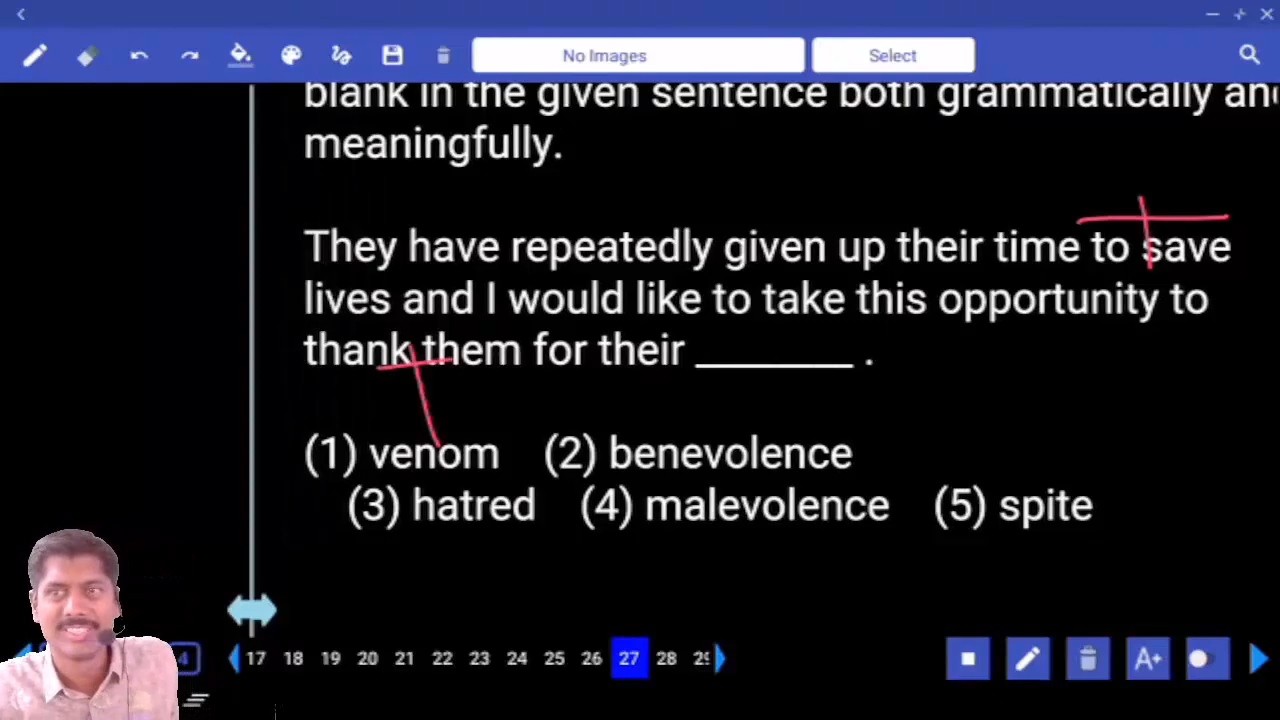 No Images
Select
blank in the given sentence both grammatically and
meaningfully.
They have repeatedly given up their time to save
lives and I would like to take this opportunity to
thank them for their ________ .
(1) venom (2) benevolence
(3) hatred (4) malevolence (5) spite
4 17 18 19 20 21 22 23 24 25 26 27 28 29
A+